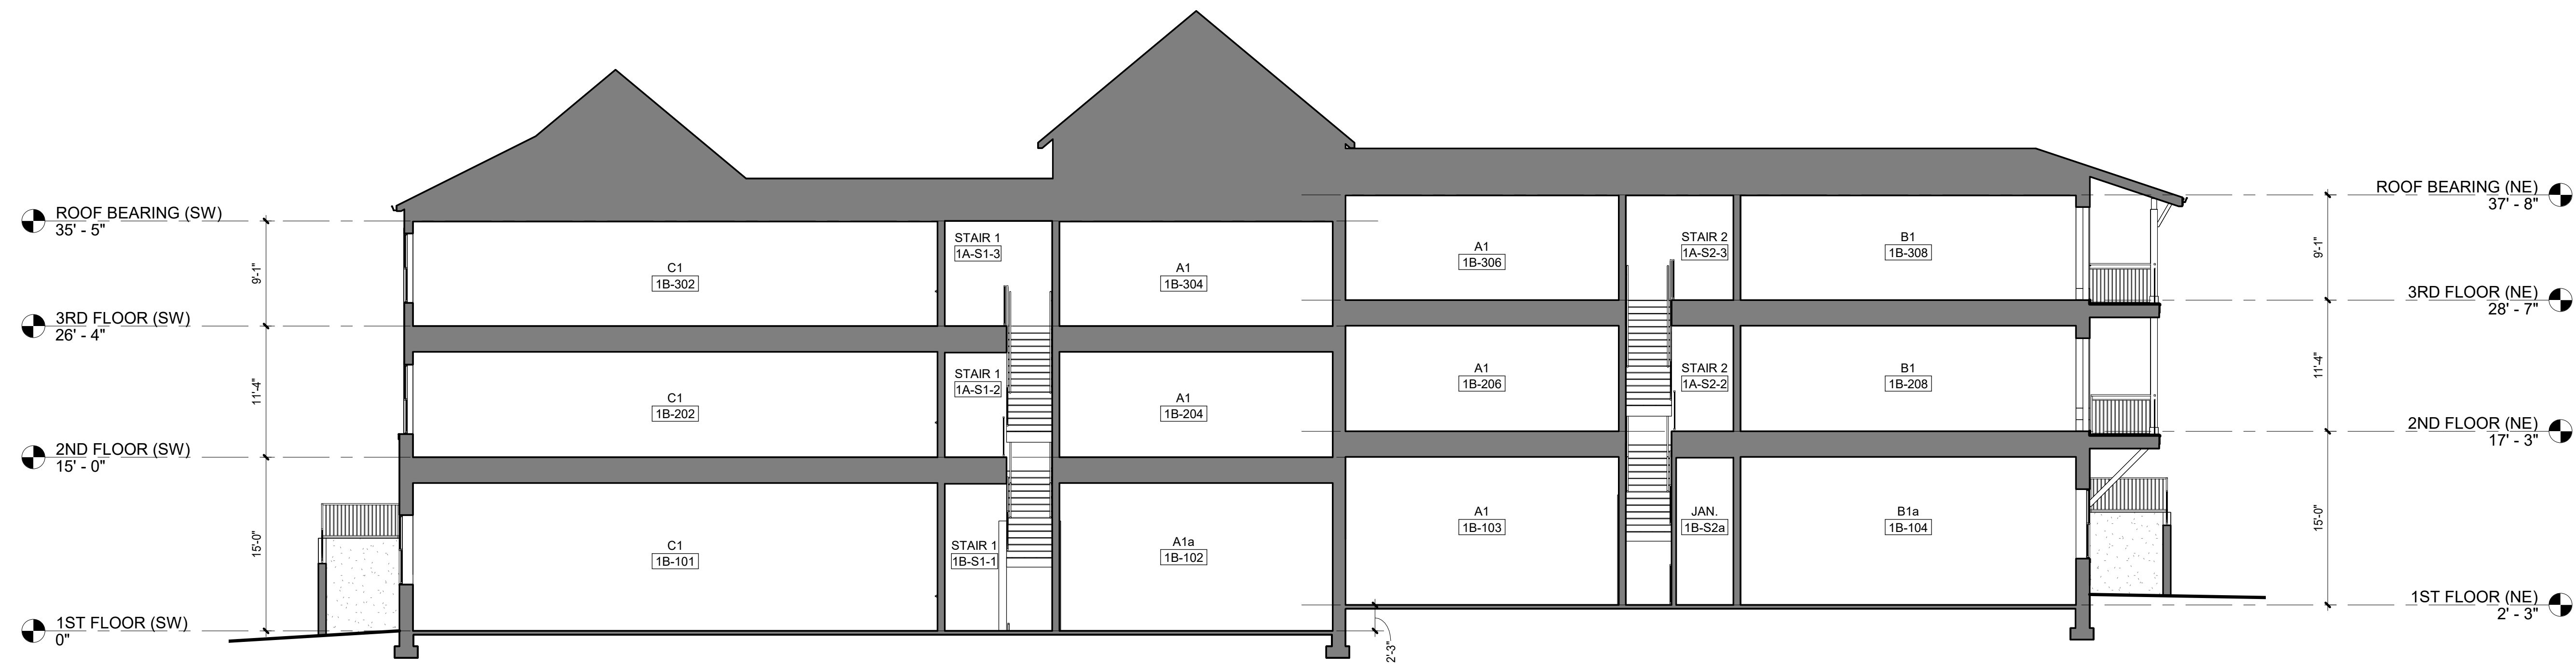 ROOF BEARING (SW)
35' - 5"
3RD FLOOR (SW)
26' - 4"
2ND FLOOR (SW)
15' - 0"
1ST FLOOR (SW)
0"
9'-1"
11'-4"
15'-0"
C1
1B-302
STAIR 1
1A-S1-3
A1
1B-304
A1
1B-306
STAIR 2
1A-S2-3
B1
1B-308
C1
1B-202
STAIR 1
1A-S1-2
A1
1B-204
A1
1B-206
STAIR 2
1A-S2-2
B1
1B-208
C1
1B-101
STAIR 1
1B-S1-1
A1a
1B-102
A1
1B-103
JAN.
1B-S2a
B1a
1B-104
2'-3"
9'-1"
11'-4"
15'-0"
ROOF BEARING (NE)
37' - 8"
3RD FLOOR (NE)
28' - 7"
2ND FLOOR (NE)
17' - 3"
1ST FLOOR (NE)
2' - 3"